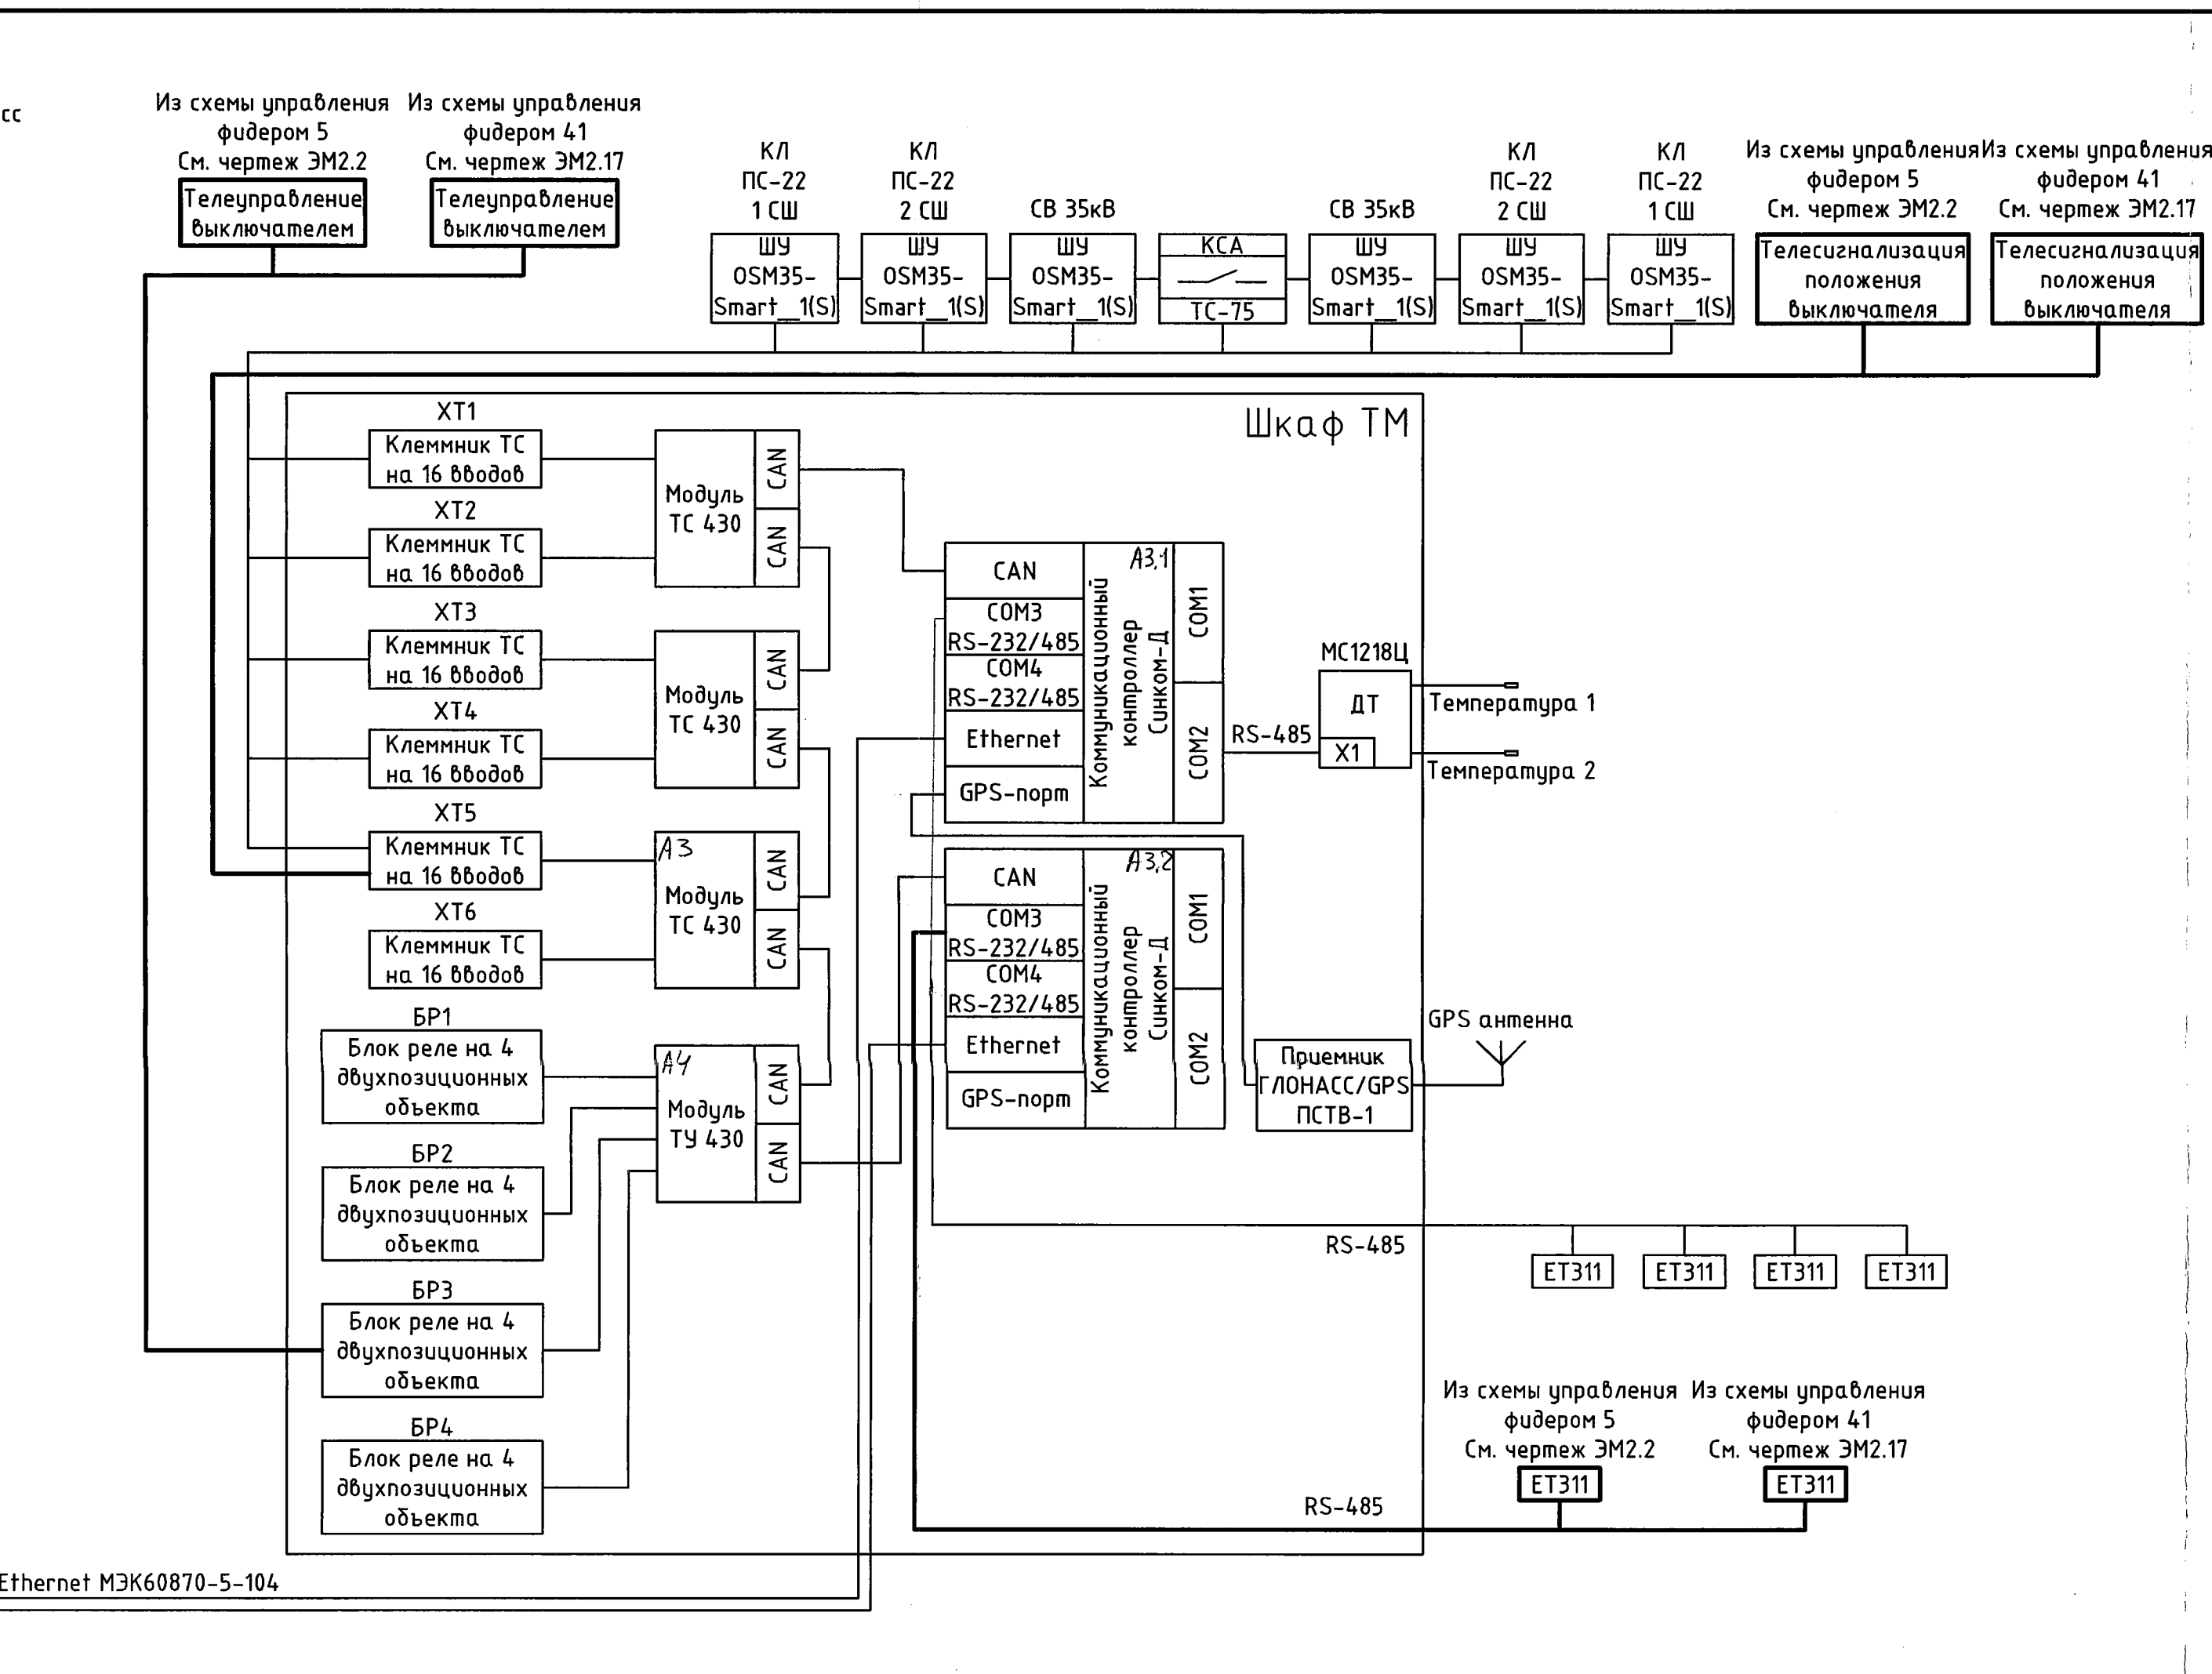 сс
Из схемы управления
фидером 5
См. чертеж ЭМ2.2
Телеуправление
выключателем
Из схемы управления
фидером 41
См. чертеж ЭМ2.17
Телеуправление
выключателем
КЛ
ПС-22
1 СШ
ШУ
OSM35-
Smart_1(S)
КЛ
ПС-22
2 СШ
ШУ
OSM35-
Smart_1(S)
СВ 35кВ
ШУ
OSM35-
Smart_1(S)
КСА
ТС-75
СВ 35кВ
ШУ
OSM35-
Smart_1(S)
КЛ
ПС-22
2 СШ
ШУ
OSM35-
Smart_1(S)
КЛ
ПС-22
1 СШ
ШУ
OSM35-
Smart_1(S)
Из схемы управления
фидером 5
См. чертеж ЭМ2.2
Телесигнализация
положения
выключателя
Из схемы управления
фидером 41
См. чертеж ЭМ2.17
Телесигнализация
положения
выключателя
Шкаф ТМ
ХТ1
Клеммник ТС
на 16 вводов
ХТ2
Клеммник ТС
на 16 вводов
Модуль
ТС 430
CAN
CAN
ХТ3
Клеммник ТС
на 16 вводов
ХТ4
Клеммник ТС
на 16 вводов
Модуль
ТС 430
CAN
CAN
ХТ5
Клеммник ТС
на 16 вводов
ХТ6
Клеммник ТС
на 16 вводов
А3
Модуль
ТС 430
CAN
CAN
БР1
Блок реле на 4
двухпозиционных
объекта
БР2
Блок реле на 4
двухпозиционных
объекта
БР3
Блок реле на 4
двухпозиционных
объекта
БР4
Блок реле на 4
двухпозиционных
объекта
А4
Модуль
ТУ 430
CAN
CAN
CAN
COM3
RS-232/485
COM4
RS-232/485
Ethernet
GPS-порт
Коммуникационный
контроллер
Синком-Д
А3,1
COM1
COM2
RS-485
МС1218Ц
ДТ
X1
Температура 1
Температура 2
CAN
COM3
RS-232/485
COM4
RS-232/485
Ethernet
GPS-порт
Коммуникационный
контроллер
Синком-Д
А3,2
COM1
COM2
Приемник
ГЛОНАСС/GPS
ПСТВ-1
GPS антенна
RS-485
ET311
ET311
ET311
ET311
Из схемы управления
фидером 5
См. чертеж ЭМ2.2
ET311
Из схемы управления
фидером 41
См. чертеж ЭМ2.17
ET311
RS-485
Ethernet МЭК60870-5-104